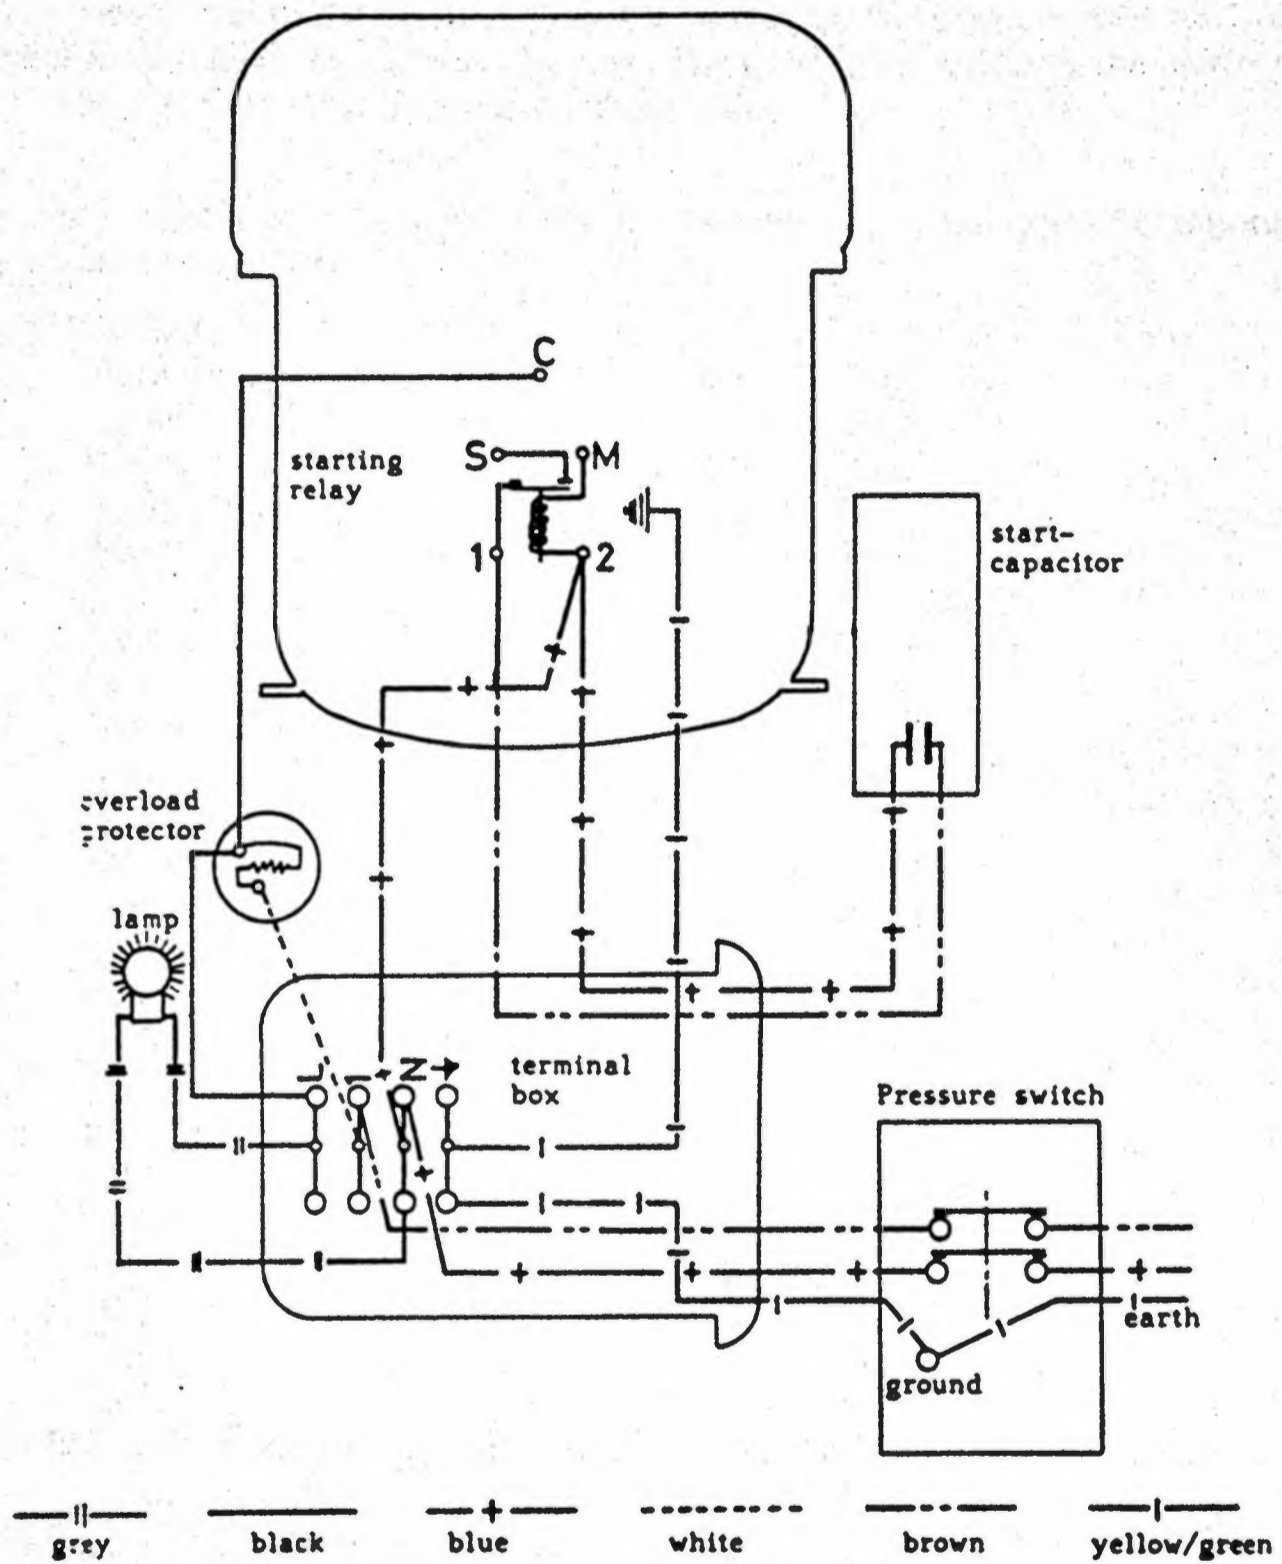 C
S
M
starting
relay
1
2
start-
capacitor
overload
protector
lamp
N
terminal
box
Pressure switch
earth
ground
grey
black
blue
white
brown
yellow/green